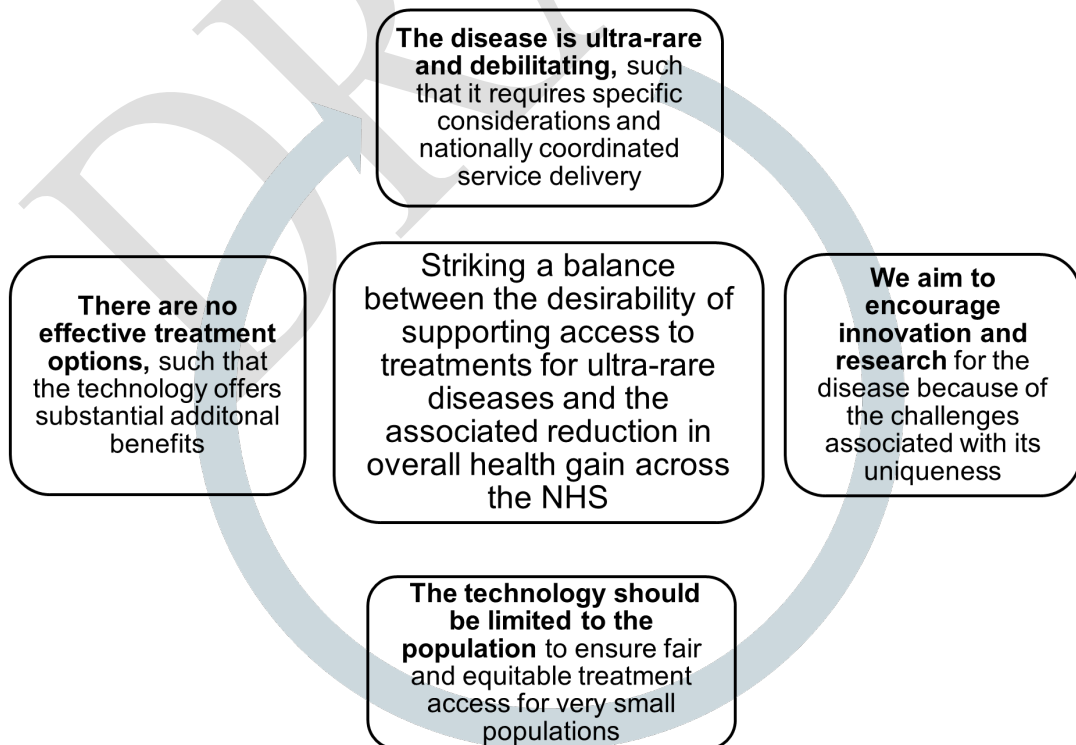 The disease is ultra-rare
and debilitating, such
that it requires specific
considerations and
nationally coordinated
service delivery
There are no
effective treatment
options, such that
the technology offers
substantial additonal
benefits
Striking a balance
between the desirability of
supporting access to
treatments for ultra-rare
diseases and the
associated reduction in
overall health gain across
the NHS
We aim to
encourage
innovation and
research for the
disease because of
the challenges
associated with its
uniqueness
The technology should
be limited to the
population to ensure fair
and equitable treatment
access for very small
populations